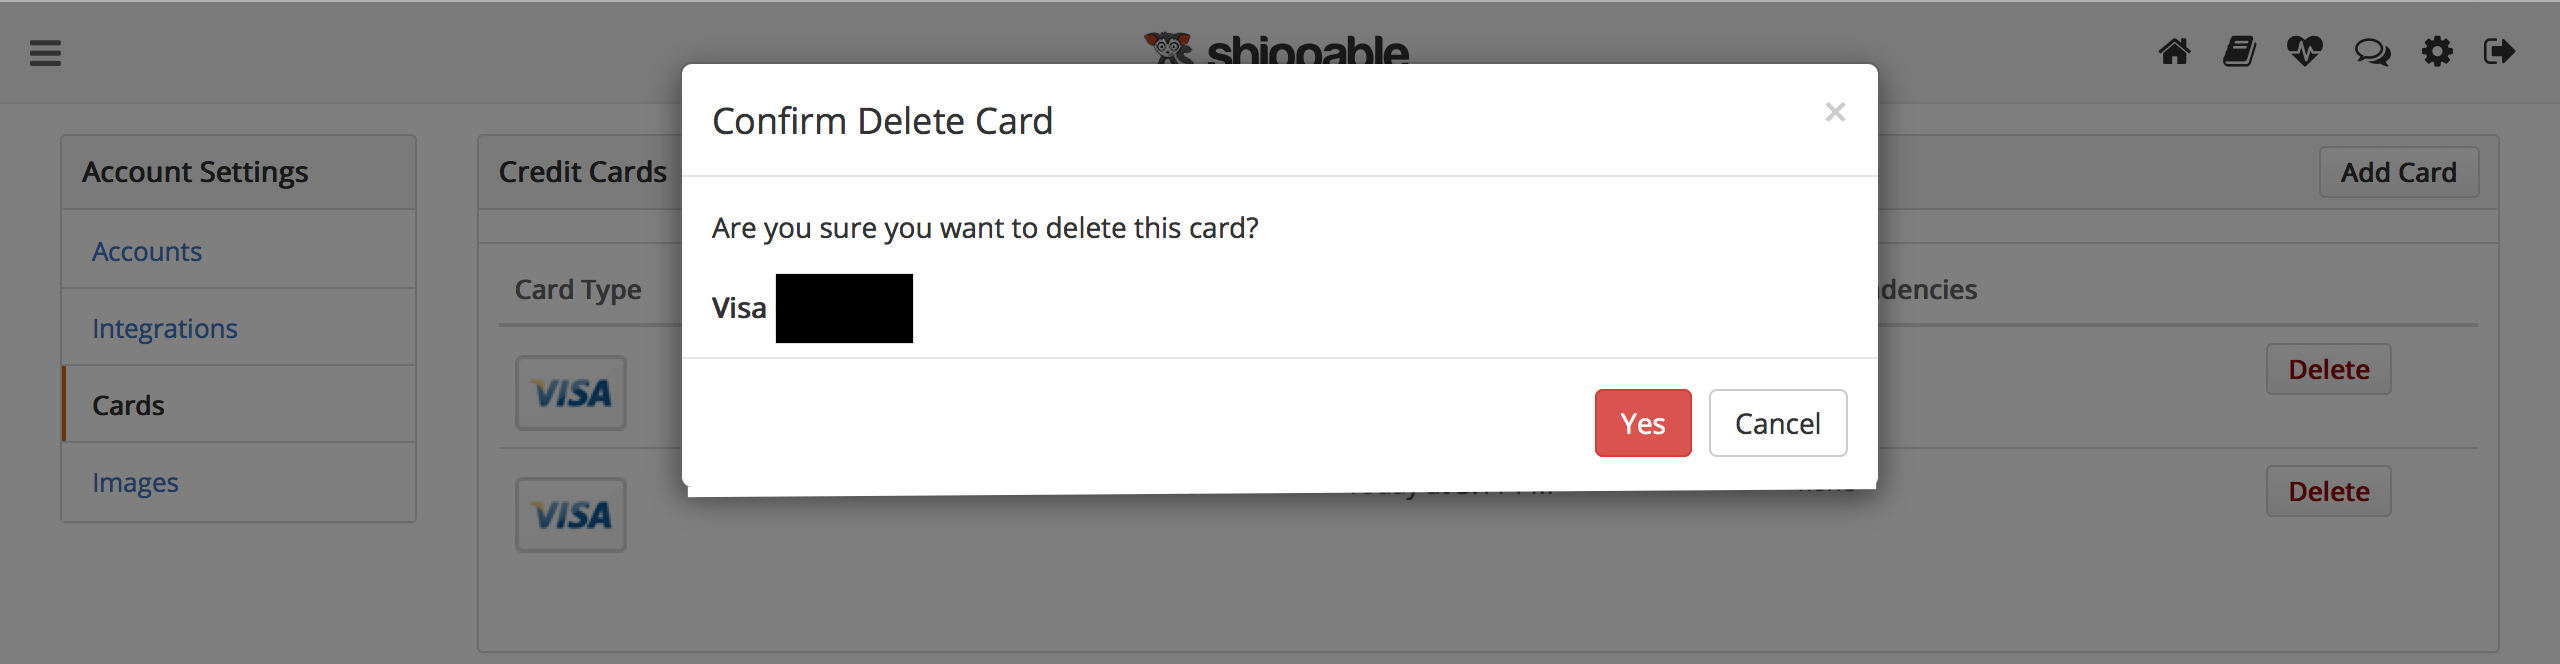 shippable
Confirm Delete Card
×
Account Settings
Credit Cards
Add Card
Are you sure you want to delete this card?
Accounts
Card Type
dencies
Visa
Integrations
VISA
Delete
Cards
Yes
Cancel
Images
VISA
Delete